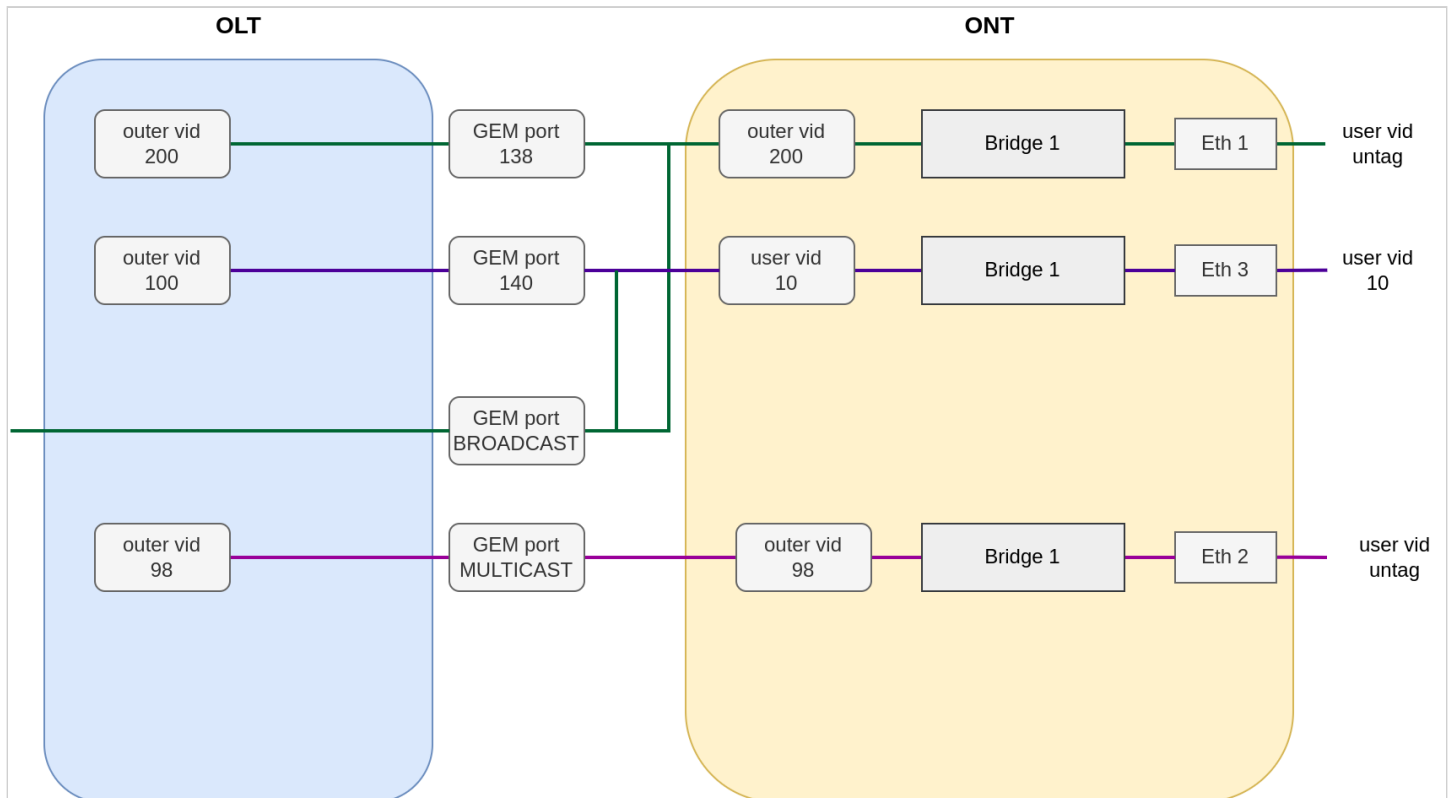 OLT
ONT
outer vid
200
GEM port
138
outer vid
200
Bridge 1
Eth 1
user vid
untag
outer vid
100
GEM port
140
user vid
10
Bridge 1
Eth 3
user vid
10
GEM port
BROADCAST
outer vid
98
GEM port
MULTICAST
outer vid
98
Bridge 1
Eth 2
user vid
untag